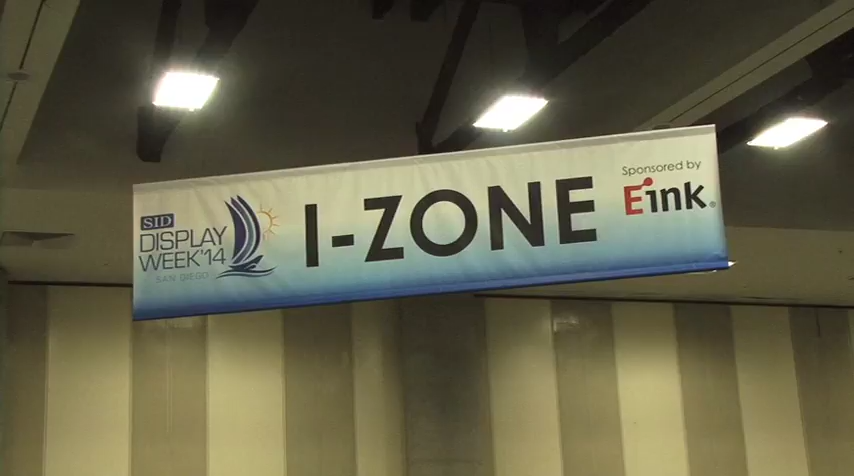 SID
DISPLAY
WEEK'14
SAN DIEGO
I-ZONE
Sponsored by
Eink®